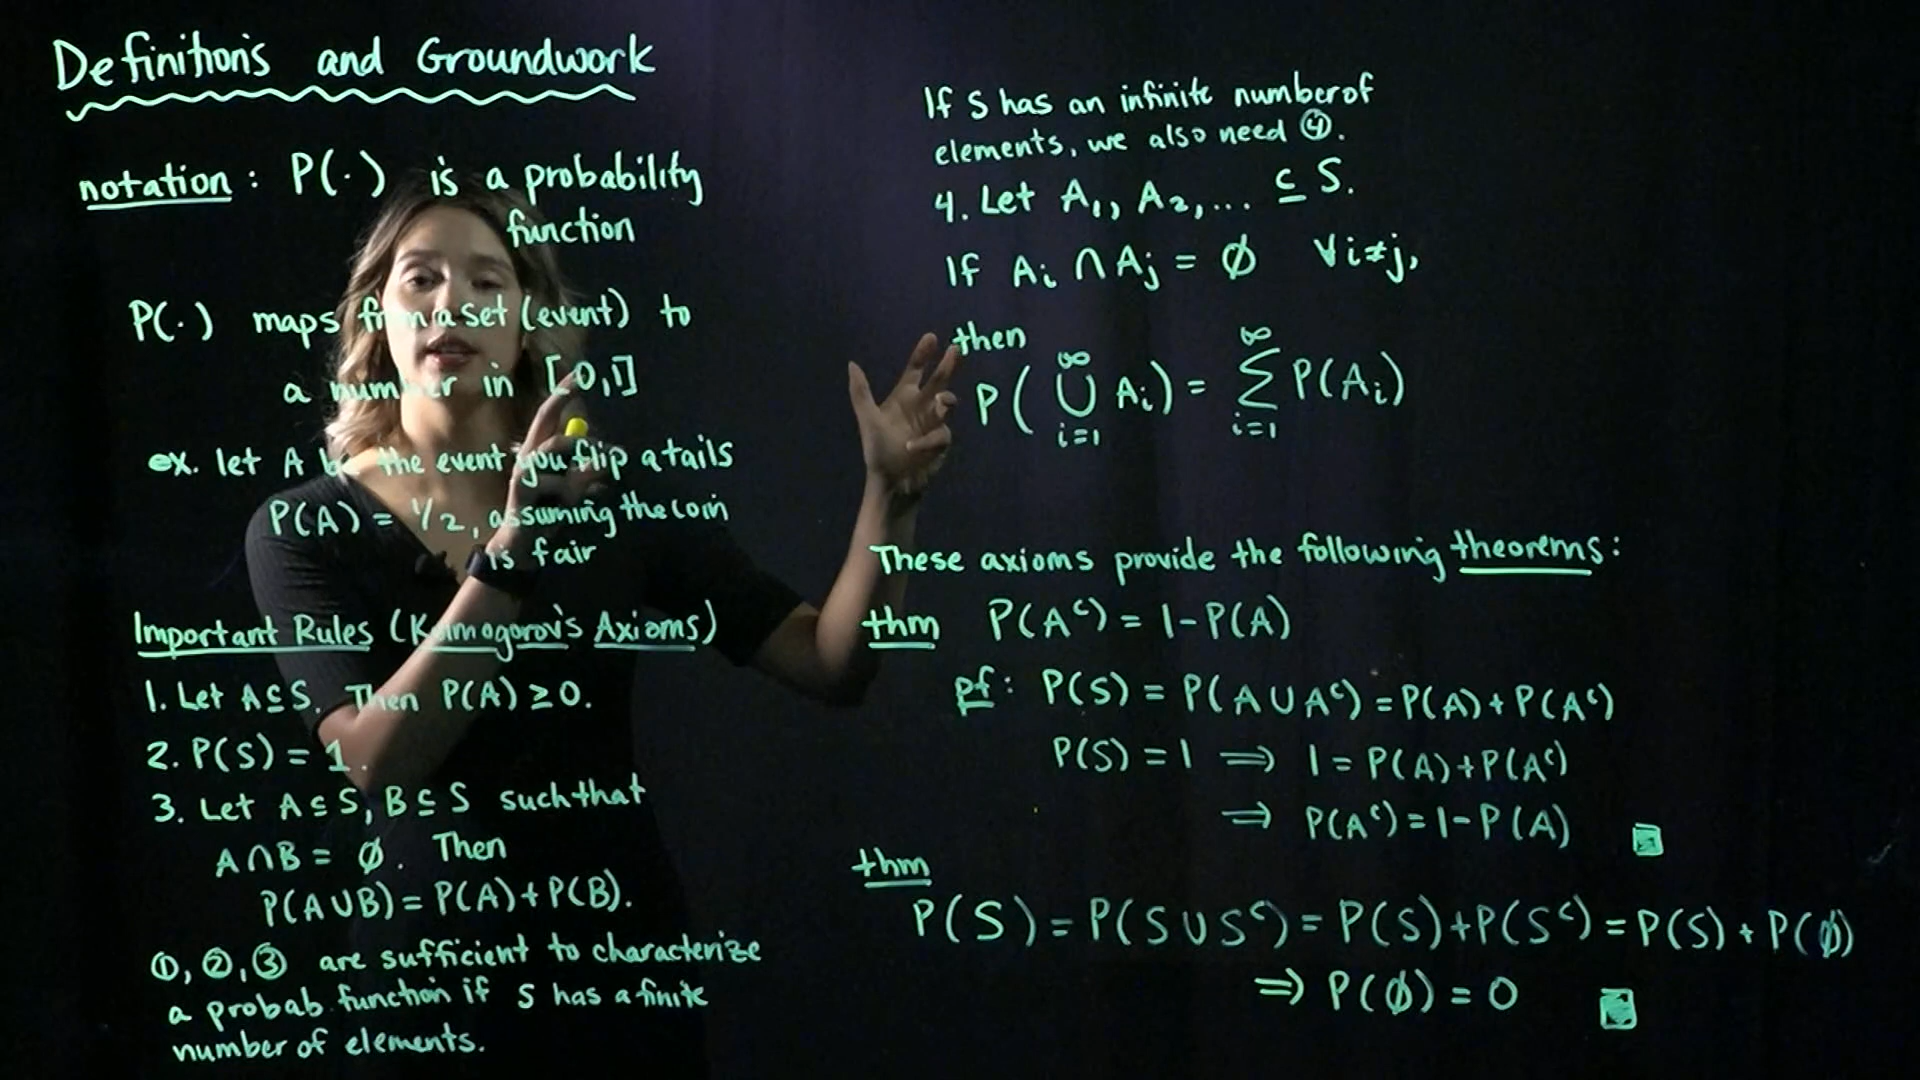 Definitions and Groundwork
notation: P(·) is a probability
function
P(·) maps from a set (event) to
a number in [0,1]
ex. let A be the event you flip a tails
P(A) = 1/2, assuming the coin
is fair
Important Rules (Kolmogorov's Axioms)
1. Let A ⊆ S. Then P(A) ≥ 0.
2. P(S) = 1.
3. Let A ⊆ S, B ⊆ S such that
A ∩ B = ∅. Then
P(A ∪ B) = P(A) + P(B).
①, ②, ③ are sufficient to characterize
a probab. function if S has a finite
number of elements.
If S has an infinite number of
elements, we also need ④.
4. Let A₁, A₂, ... ⊆ S.
If Aᵢ ∩ Aⱼ = ∅ ∀ i ≠ j,
then
P( ⋃_{i=1}^{∞} Aᵢ) = ∑_{i=1}^{∞} P(Aᵢ)
These axioms provide the following theorems:
thm P(Aᶜ) = 1 - P(A)
pf: P(S) = P(A ∪ Aᶜ) = P(A) + P(Aᶜ)
P(S) = 1 ⟹ 1 = P(A) + P(Aᶜ)
⟹ P(Aᶜ) = 1 - P(A)
thm
P(S) = P(S ∪ Sᶜ) = P(S) + P(Sᶜ) = P(S) + P(∅)
⟹ P(∅) = 0